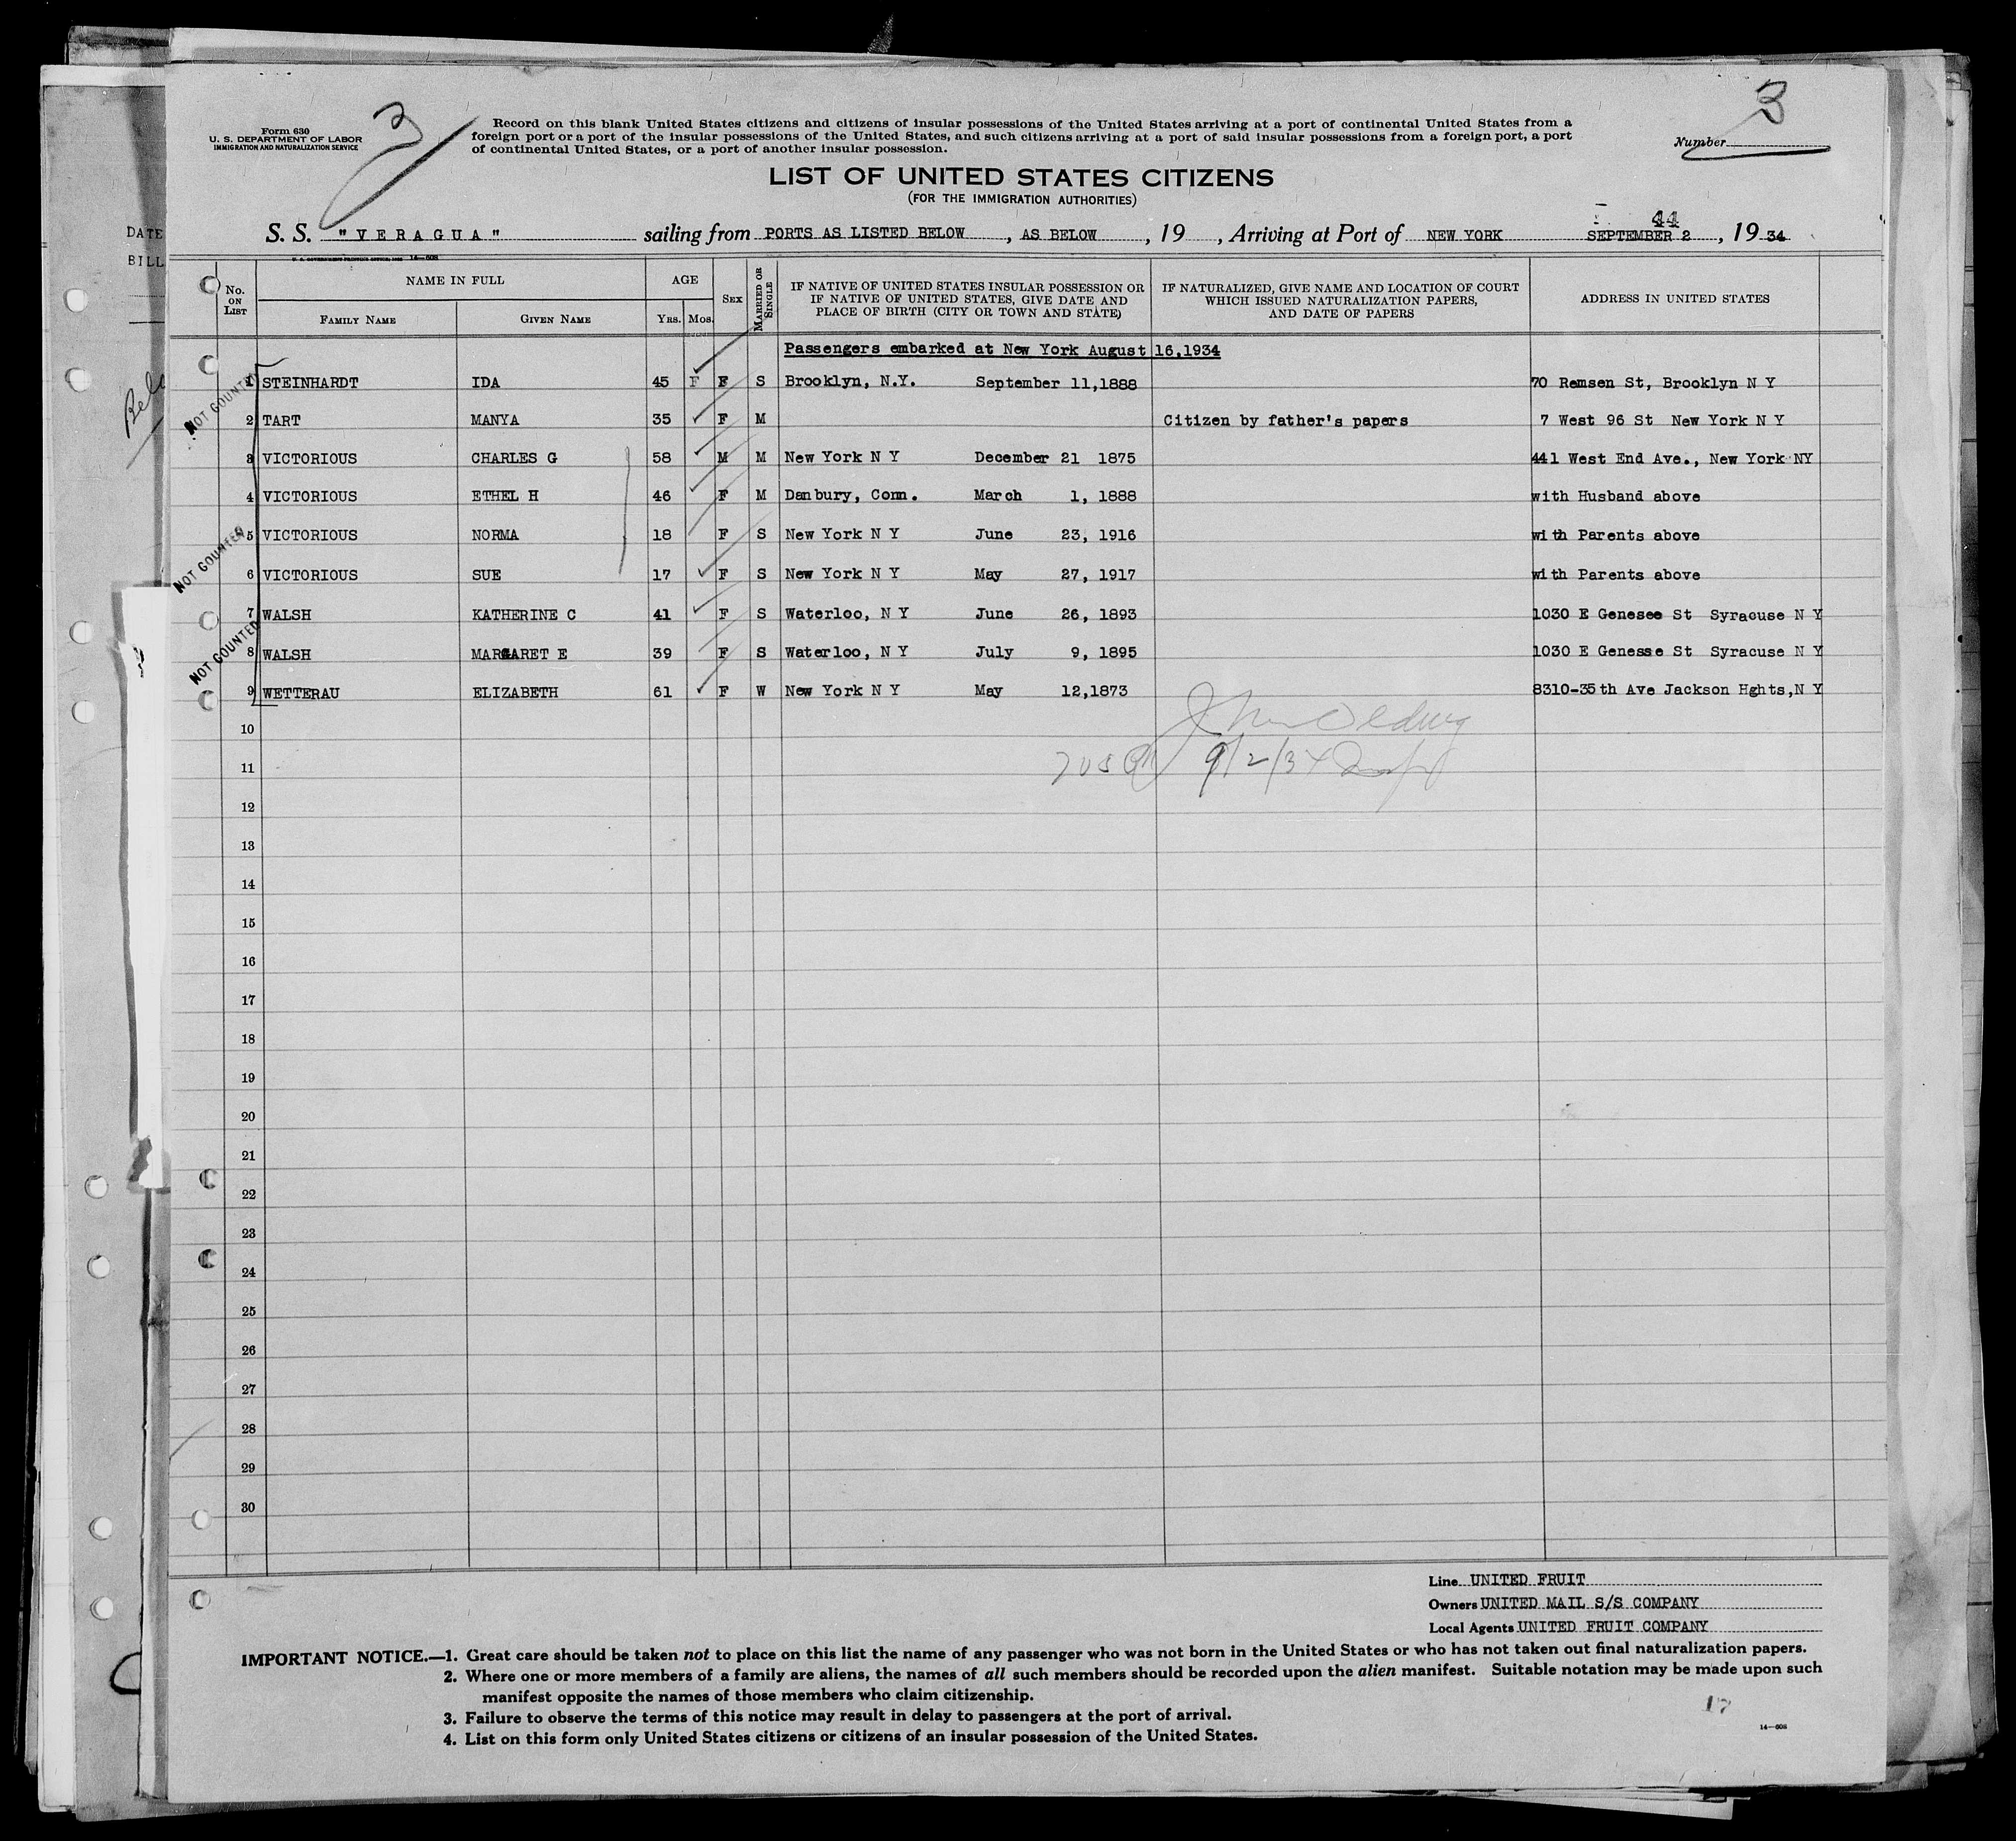 3
3
Form 630
U. S. DEPARTMENT OF LABOR
IMMIGRATION AND NATURALIZATION SERVICE
Record on this blank United States citizens and citizens of insular possessions of the United States arriving at a port of continental United States from a
foreign port or a port of the insular possessions of the United States, and such citizens arriving at a port of said insular possessions from a foreign port, a port
of continental United States, or a port of another insular possession.
Number
LIST OF UNITED STATES CITIZENS
(FOR THE IMMIGRATION AUTHORITIES)
44
DATE
S. S. "VERAGUA" sailing from PORTS AS LISTED BELOW, AS BELOW, 19 , Arriving at Port of NEW YORK SEPTEMBER 2, 19 34
BILL
14—608
No. ON LIST NAME IN FULL AGE SEX MARRIED OR SINGLE IF NATIVE OF UNITED STATES INSULAR POSSESSION OR IF NATIVE OF UNITED STATES, GIVE DATE AND PLACE OF BIRTH (CITY OR TOWN AND STATE) IF NATURALIZED, GIVE NAME AND LOCATION OF COURT WHICH ISSUED NATURALIZATION PAPERS, AND DATE OF PAPERS ADDRESS IN UNITED STATES
FAMILY NAME GIVEN NAME YRS. MOS.
Passengers embarked at New York August 16,1934
1 STEINHARDT IDA 45 F F S Brooklyn, N.Y. September 11,1888 70 Remsen St, Brooklyn N Y
NOT COUNTED
2 TART MANYA 35 F M Citizen by father's papers 7 West 96 St New York N Y
3 VICTORIOUS CHARLES G 58 M M New York N Y December 21 1875 441 West End Ave., New York NY
4 VICTORIOUS ETHEL H 46 F M Danbury, Conn. March 1, 1888 with Husband above
5 VICTORIOUS NORMA 18 F S New York N Y June 23, 1916 with Parents above
NOT COUNTED
6 VICTORIOUS SUE 17 F S New York N Y May 27, 1917 with Parents above
7 WALSH KATHERINE C 41 F S Waterloo, N Y June 26, 1893 1030 E Genesee St Syracuse N Y
NOT COUNTED
8 WALSH MARGARET E 39 F S Waterloo, N Y July 9, 1895 1030 E Genesse St Syracuse N Y
9 WETTERAU ELIZABETH 61 F W New York N Y May 12,1873 8310-35th Ave Jackson Hghts,N Y
10
9/2/34
11
12
13
14
15
16
17
18
19
20
21
22
23
24
25
26
27
28
29
30
Line UNITED FRUIT
Owners UNITED MAIL S/S COMPANY
Local Agents UNITED FRUIT COMPANY
IMPORTANT NOTICE.—1. Great care should be taken not to place on this list the name of any passenger who was not born in the United States or who has not taken out final naturalization papers.
2. Where one or more members of a family are aliens, the names of all such members should be recorded upon the alien manifest. Suitable notation may be made upon such
manifest opposite the names of those members who claim citizenship.
3. Failure to observe the terms of this notice may result in delay to passengers at the port of arrival.
4. List on this form only United States citizens or citizens of an insular possession of the United States.
17
14—608